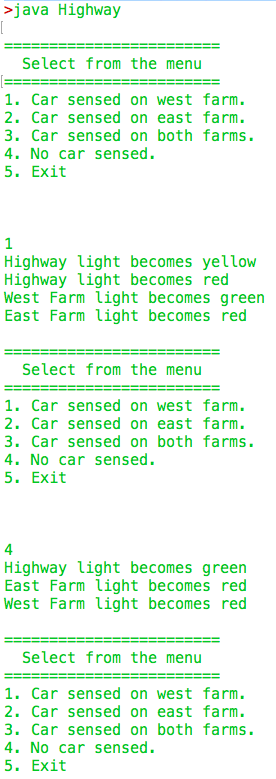 >java Highway
========================
  Select from the menu
========================
1. Car sensed on west farm.
2. Car sensed on east farm.
3. Car sensed on both farms.
4. No car sensed.
5. Exit
1
Highway light becomes yellow
Highway light becomes red
West Farm light becomes green
East Farm light becomes red
========================
  Select from the menu
========================
1. Car sensed on west farm.
2. Car sensed on east farm.
3. Car sensed on both farms.
4. No car sensed.
5. Exit
4
Highway light becomes green
East Farm light becomes red
West Farm light becomes red
========================
  Select from the menu
========================
1. Car sensed on west farm.
2. Car sensed on east farm.
3. Car sensed on both farms.
4. No car sensed.
5. Exit